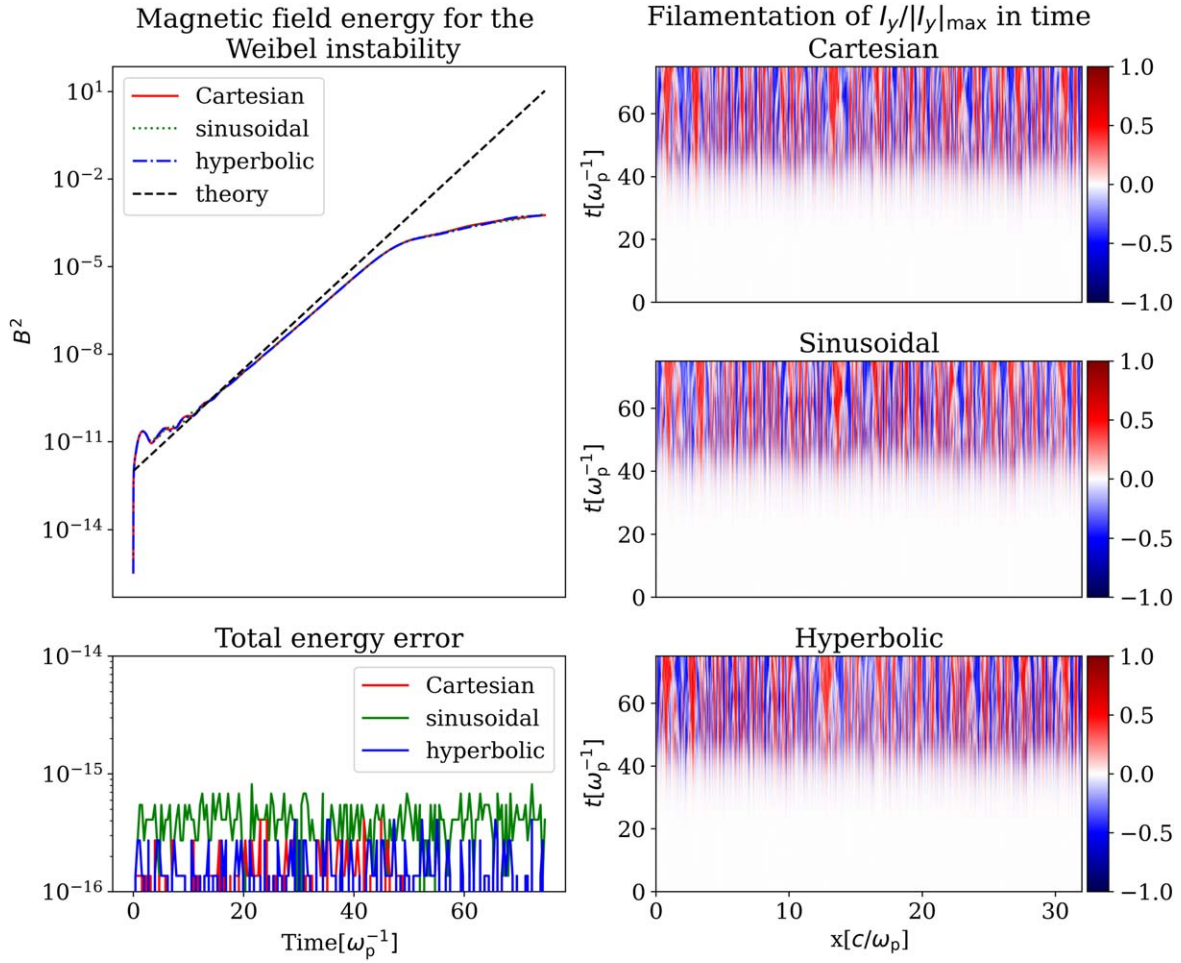 Magnetic field energy for the
Weibel instability
Cartesian
sinusoidal
hyperbolic
theory
10^1
10^−2
10^−5
10^−8
10^−11
10^−14
B^2
Total energy error
Cartesian
sinusoidal
hyperbolic
10^−14
10^−15
10^−16
0 20 40 60
Time[ω_p^−1]
Filamentation of I_y/|I_y|_max in time
Cartesian
60
40
20
0
t[ω_p^−1]
1.0
0.5
0.0
−0.5
−1.0
Sinusoidal
60
40
20
0
t[ω_p^−1]
1.0
0.5
0.0
−0.5
−1.0
Hyperbolic
60
40
20
0
t[ω_p^−1]
1.0
0.5
0.0
−0.5
−1.0
0 10 20 30
x[c/ω_p]